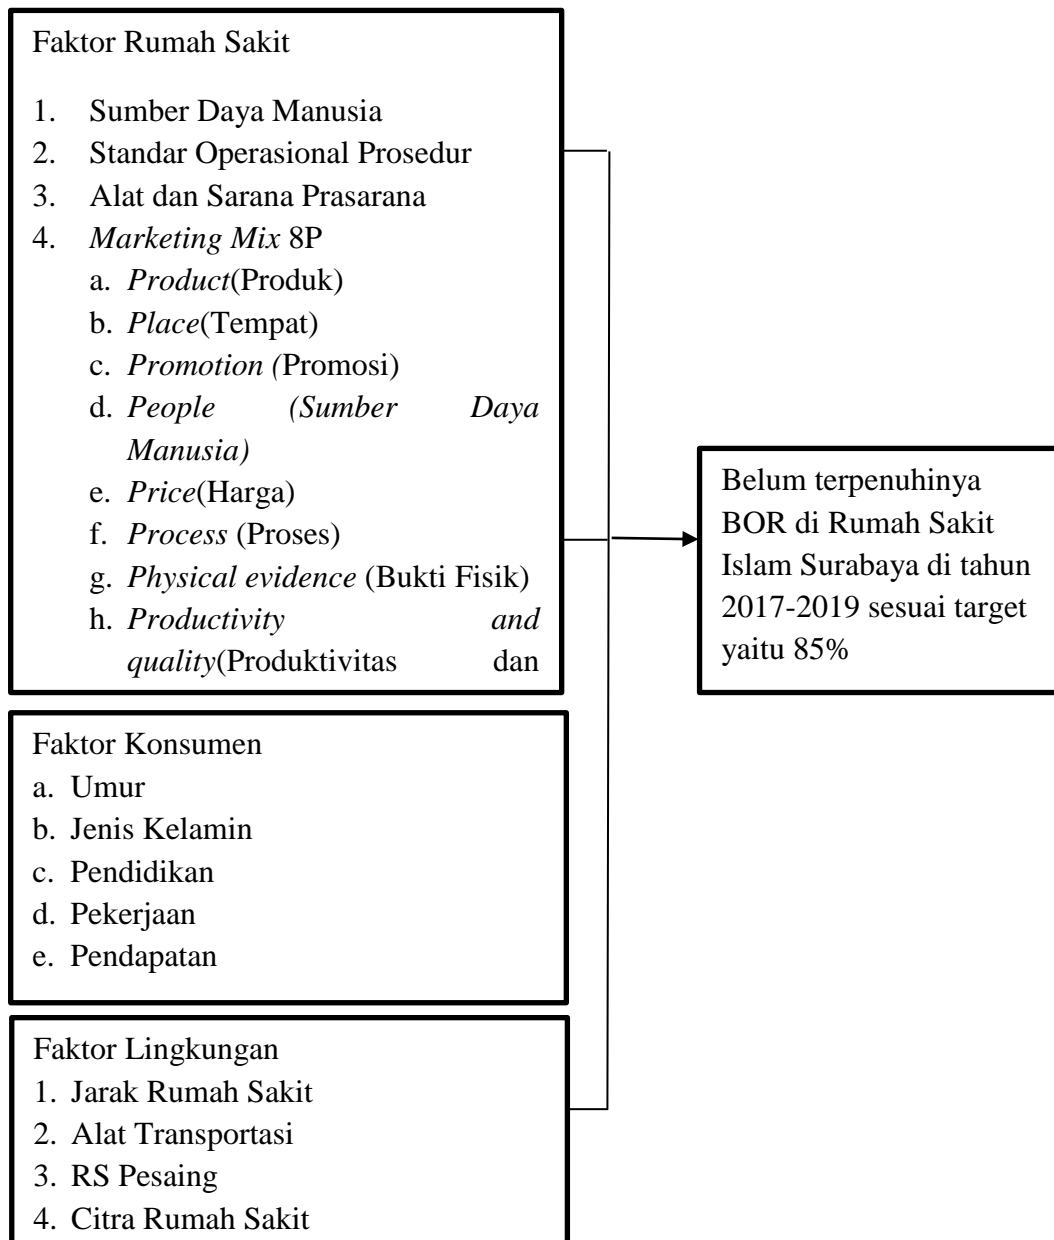 Faktor Rumah Sakit
1. Sumber Daya Manusia
2. Standar Operasional Prosedur
3. Alat dan Sarana Prasarana
4. Marketing Mix 8P
a. Product(Produk)
b. Place(Tempat)
c. Promotion (Promosi)
d. People (Sumber Daya
Manusia)
e. Price(Harga)
f. Process (Proses)
g. Physical evidence (Bukti Fisik)
h. Productivity and
quality(Produktivitas dan
Faktor Konsumen
a. Umur
b. Jenis Kelamin
c. Pendidikan
d. Pekerjaan
e. Pendapatan
Faktor Lingkungan
1. Jarak Rumah Sakit
2. Alat Transportasi
3. RS Pesaing
4. Citra Rumah Sakit
Belum terpenuhinya
BOR di Rumah Sakit
Islam Surabaya di tahun
2017-2019 sesuai target
yaitu 85%